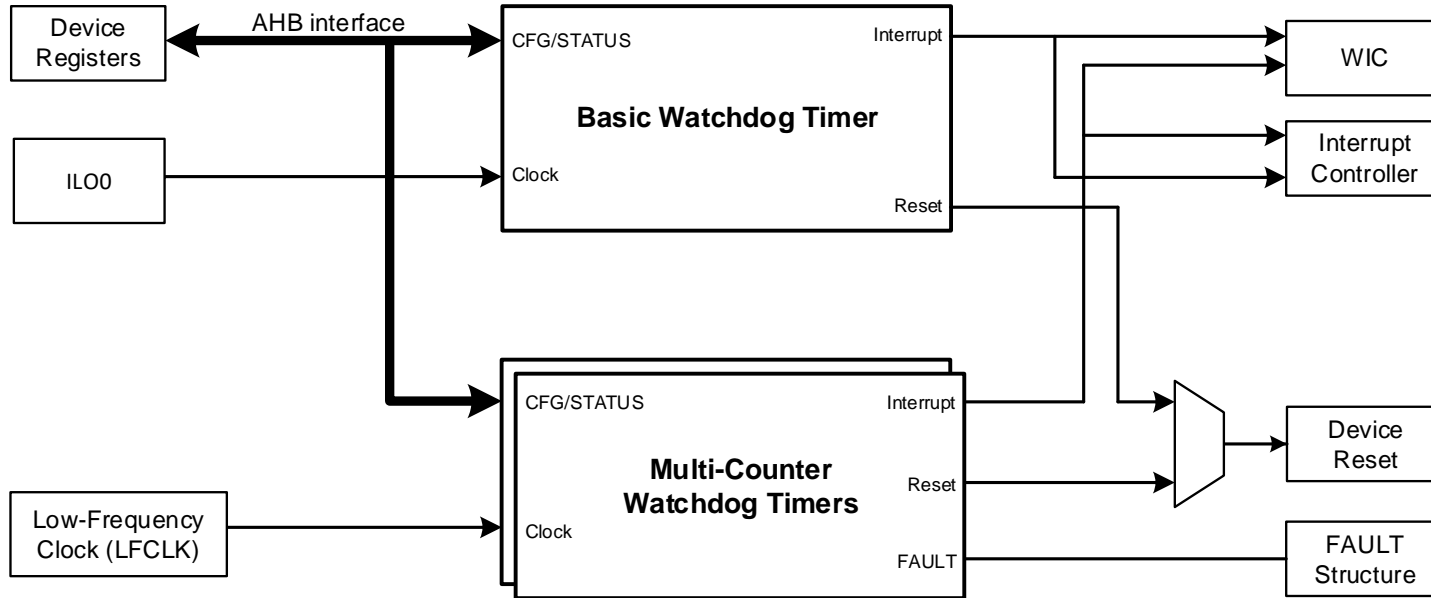 Device
Registers
AHB interface
CFG/STATUS
Interrupt
WIC
Basic Watchdog Timer
Interrupt
Controller
ILO0
Clock
Reset
CFG/STATUS
Interrupt
Multi-Counter
Watchdog Timers
Device
Reset
Reset
Low-Frequency
Clock (LFCLK)
Clock
FAULT
FAULT
Structure